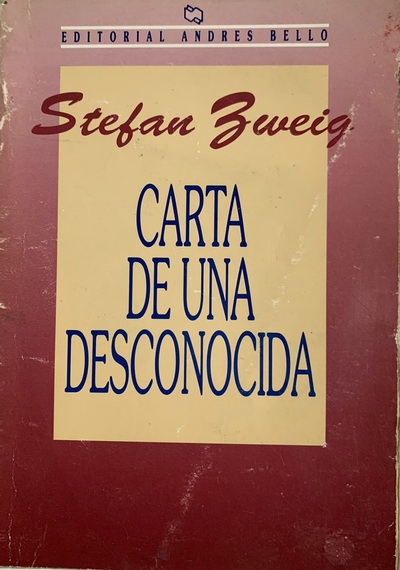 EDITORIAL ANDRES BELLO
Stefan Zweig
CARTA
DE UNA
DESCONOCIDA